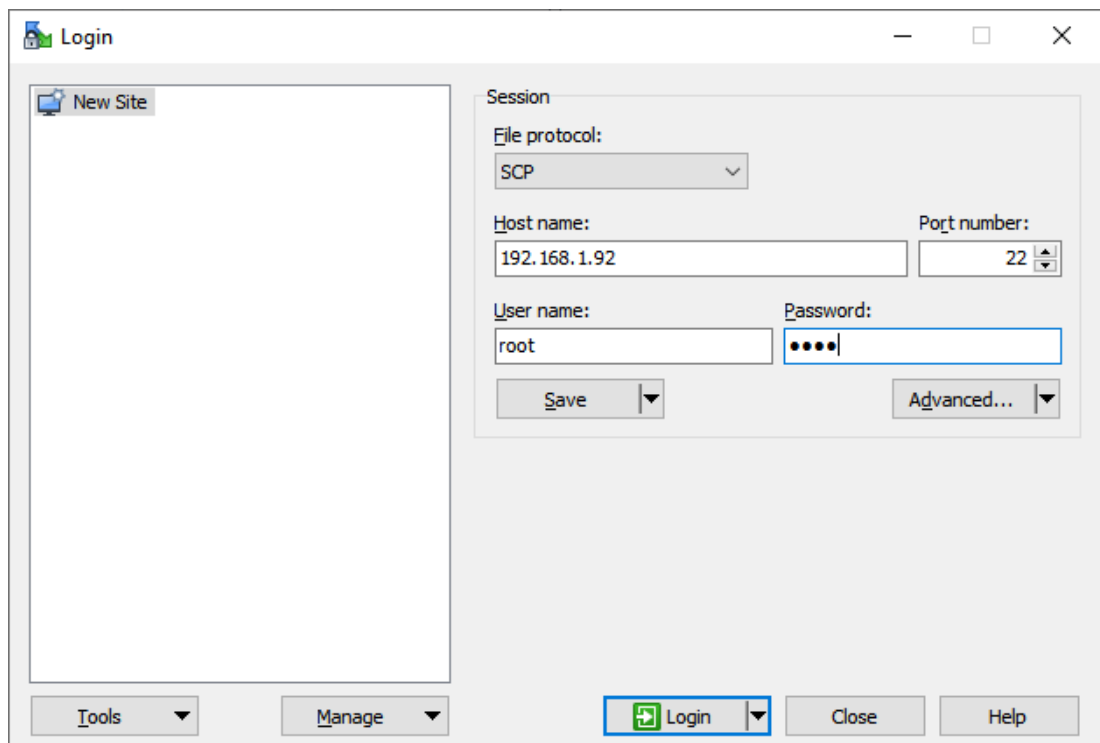 Login
New Site
Session
File protocol:
SCP
Host name:
Port number:
192.168.1.92
22
User name:
Password:
root
••••
Save
Advanced...
Tools
Manage
Login
Close
Help